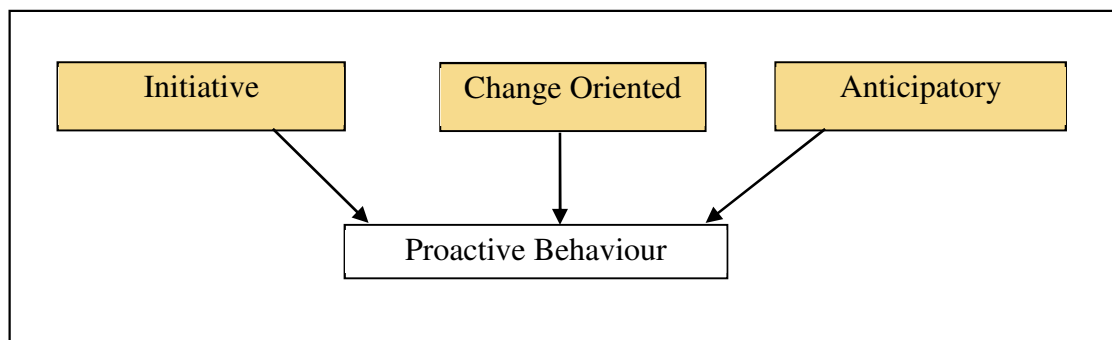 Initiative
Change Oriented
Anticipatory
Proactive Behaviour